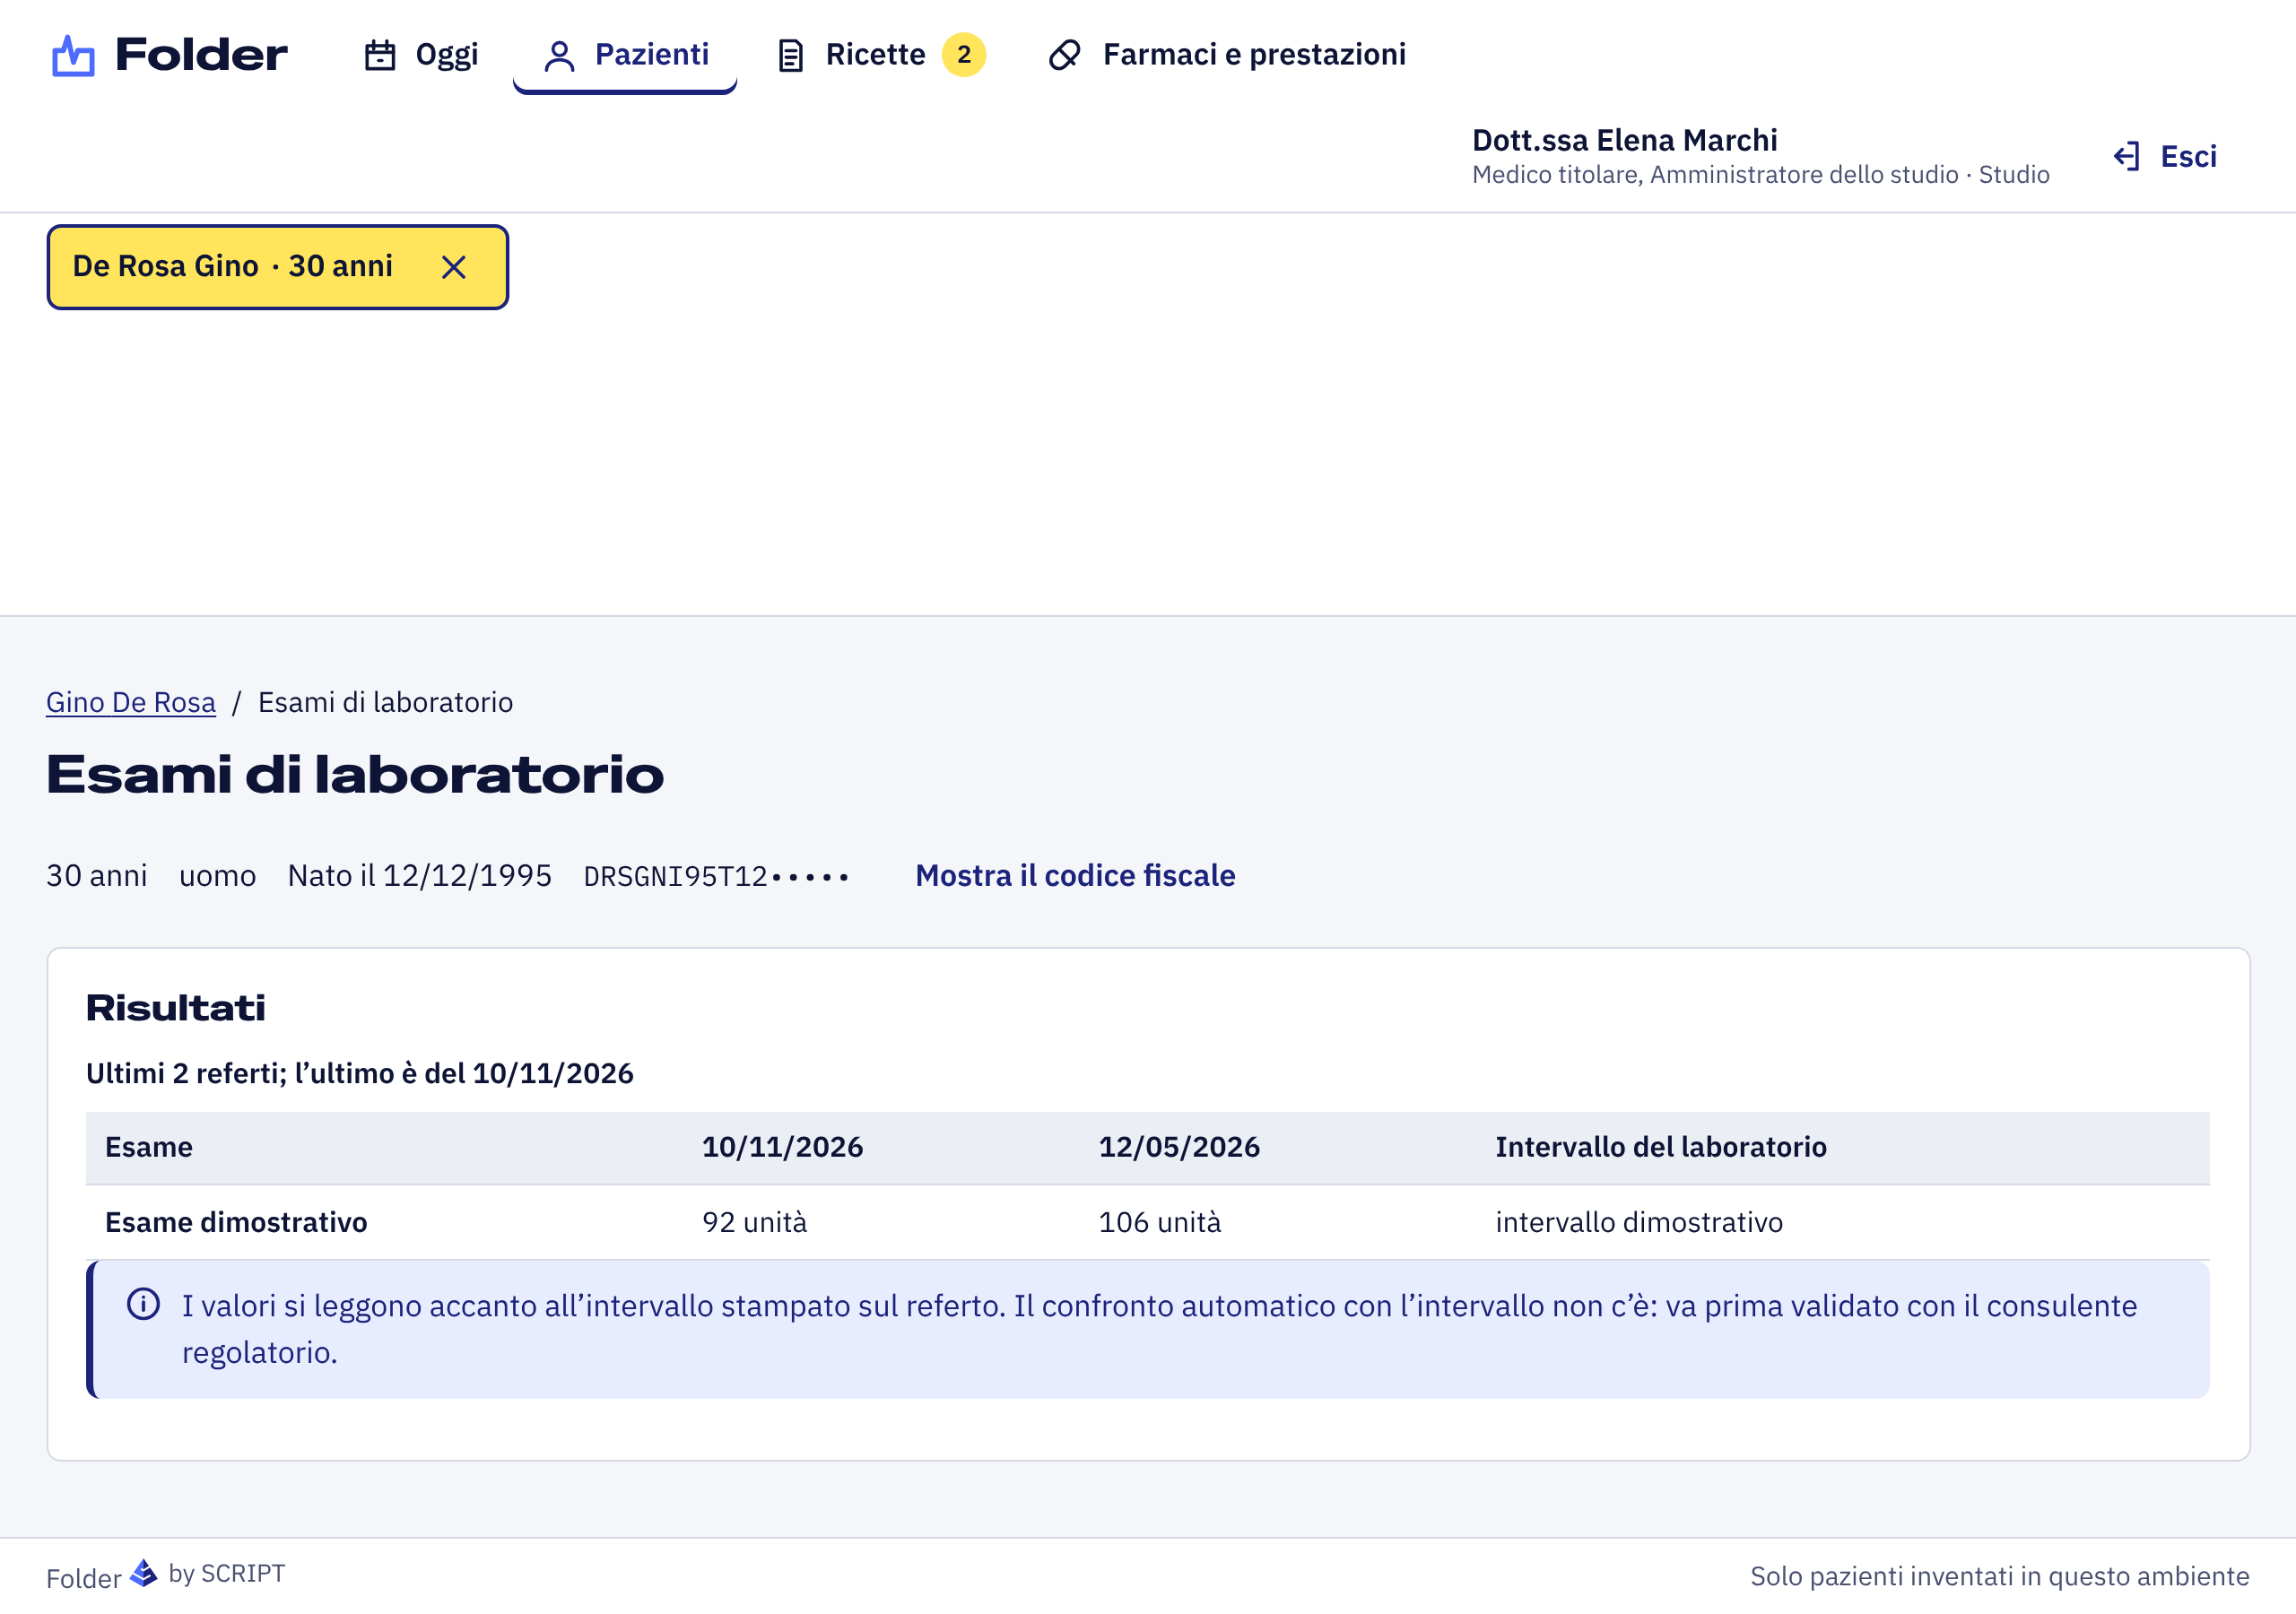 Folder
Oggi
Pazienti
Ricette 2
Farmaci e prestazioni
Dott.ssa Elena Marchi
Medico titolare, Amministratore dello studio · Studio
Esci
De Rosa Gino · 30 anni
Gino De Rosa / Esami di laboratorio
Esami di laboratorio
30 anni uomo Nato il 12/12/1995 DRSGNI95T12••••• Mostra il codice fiscale
Risultati
Ultimi 2 referti; l’ultimo è del 10/11/2026
Esame 10/11/2026 12/05/2026 Intervallo del laboratorio
Esame dimostrativo 92 unità 106 unità intervallo dimostrativo
I valori si leggono accanto all’intervallo stampato sul referto. Il confronto automatico con l’intervallo non c’è: va prima validato con il consulente
regolatorio.
Folder by SCRIPT
Solo pazienti inventati in questo ambiente